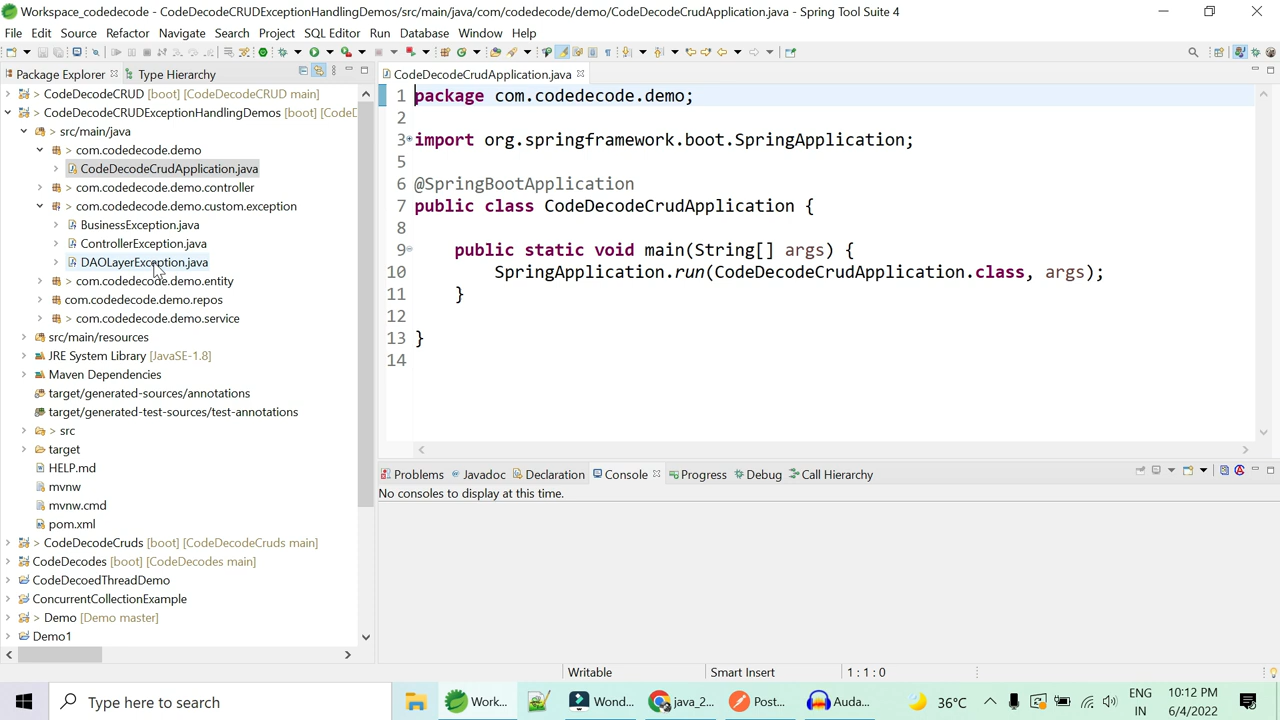 Workspace_codedecode - CodeDecodeCRUDExceptionHandlingDemos/src/main/java/com/codedecode/demo/CodeDecodeCrudApplication.java - Spring Tool Suite 4
File Edit Source Refactor Navigate Search Project SQL Editor Run Database Window Help
Package Explorer Type Hierarchy
CodeDecodeCRUD [boot] [CodeDecodeCRUD main]
CodeDecodeCRUDExceptionHandlingDemos [boot] [CodeD
> src/main/java
> com.codedecode.demo
CodeDecodeCrudApplication.java
> com.codedecode.demo.controller
> com.codedecode.demo.custom.exception
BusinessException.java
ControllerException.java
DAOLayerException.java
> com.codedecode.demo.entity
com.codedecode.demo.repos
> com.codedecode.demo.service
src/main/resources
JRE System Library [JavaSE-1.8]
Maven Dependencies
target/generated-sources/annotations
target/generated-test-sources/test-annotations
> src
target
HELP.md
mvnw
mvnw.cmd
pom.xml
> CodeDecodeCruds [boot] [CodeDecodeCruds main]
CodeDecodes [boot] [CodeDecodes main]
CodeDecoedThreadDemo
ConcurrentCollectionExample
> Demo [Demo master]
Demo1
CodeDecodeCrudApplication.java
1 package com.codedecode.demo;
2
3 import org.springframework.boot.SpringApplication;
5
6 @SpringBootApplication
7 public class CodeDecodeCrudApplication {
8
9 public static void main(String[] args) {
10 SpringApplication.run(CodeDecodeCrudApplication.class, args);
11 }
12
13 }
14
Problems Javadoc Declaration Console Progress Debug Call Hierarchy
No consoles to display at this time.
Writable Smart Insert 1 : 1 : 0
Type here to search
Work... Wond... java_2... Post... Auda... 36°C
ENG IN
10:12 PM
6/4/2022